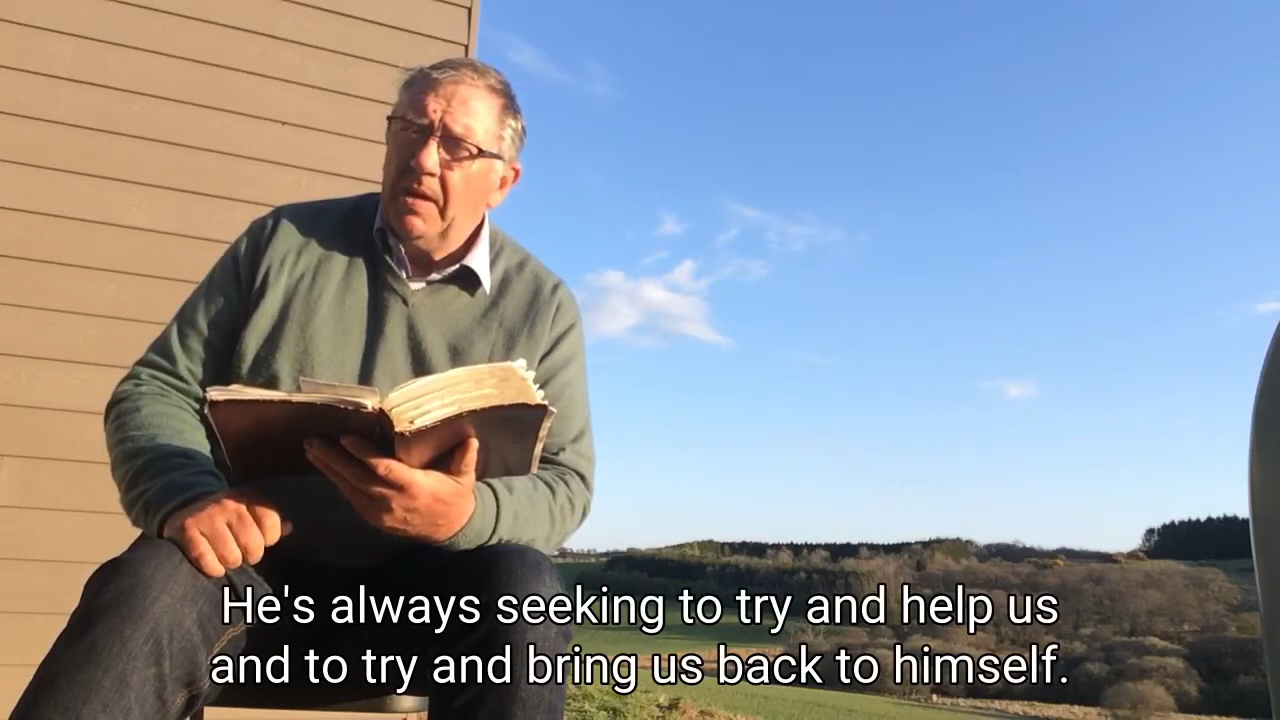 He's always seeking to try and help us
and to try and bring us back to himself.